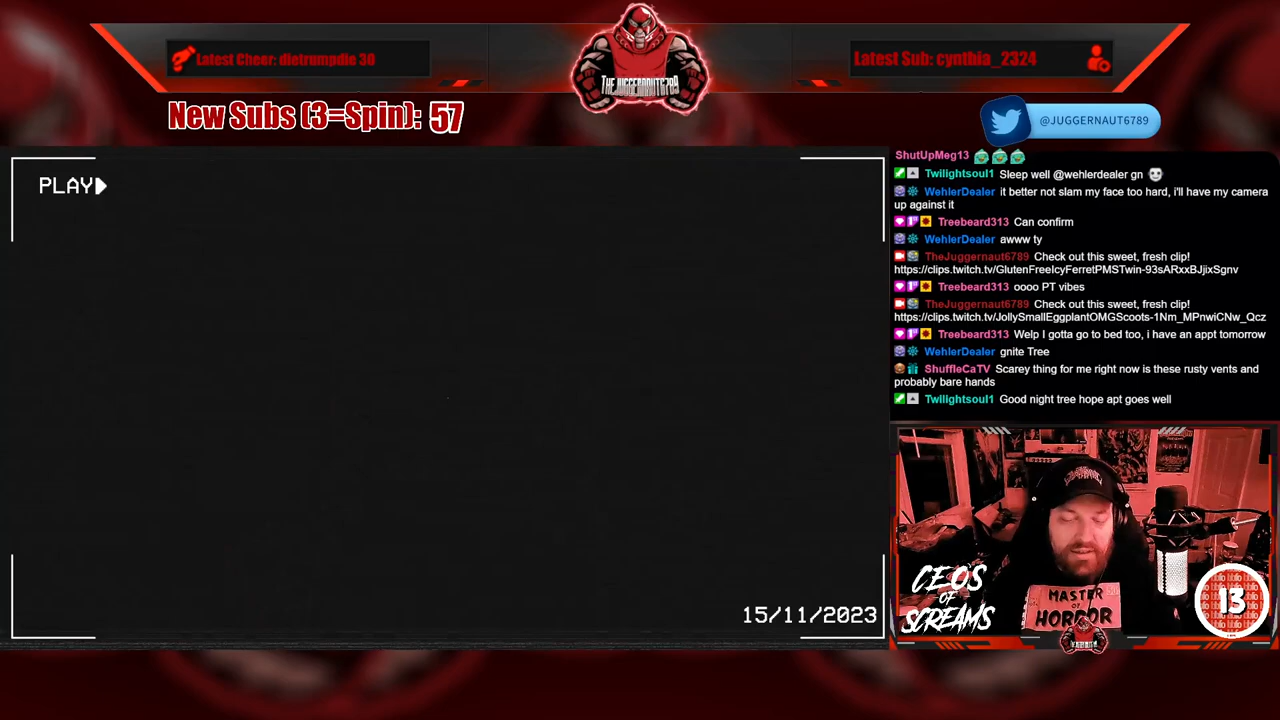 Latest Cheer: dietrumpdie 30
THEJUGGERNAUT6789
Latest Sub: cynthia_2324
New Subs (3=Spin): 57
@JUGGERNAUT6789
PLAY
15/11/2023
ShutUpMeg13
Twilightsoul1 Sleep well @wehlerdealer gn
WehlerDealer it better not slam my face too hard, i'll have my camera
up against it
Treebeard313 Can confirm
WehlerDealer awww ty
TheJuggernaut6789 Check out this sweet, fresh clip!
https://clips.twitch.tv/GlutenFreeIcyFerretPMSTwin-93sARxxBJjixSgnv
Treebeard313 oooo PT vibes
TheJuggernaut6789 Check out this sweet, fresh clip!
https://clips.twitch.tv/JollySmallEggplantOMGScoots-1Nm_MPnwiCNw_Qcz
Treebeard313 Welp I gotta go to bed too, i have an appt tomorrow
WehlerDealer gnite Tree
ShuffleCaTV Scarey thing for me right now is these rusty vents and
probably bare hands
Twilightsoul1 Good night tree hope apt goes well
CEOS
OF
SCREAMS
MASTER
OF
HORROR
13